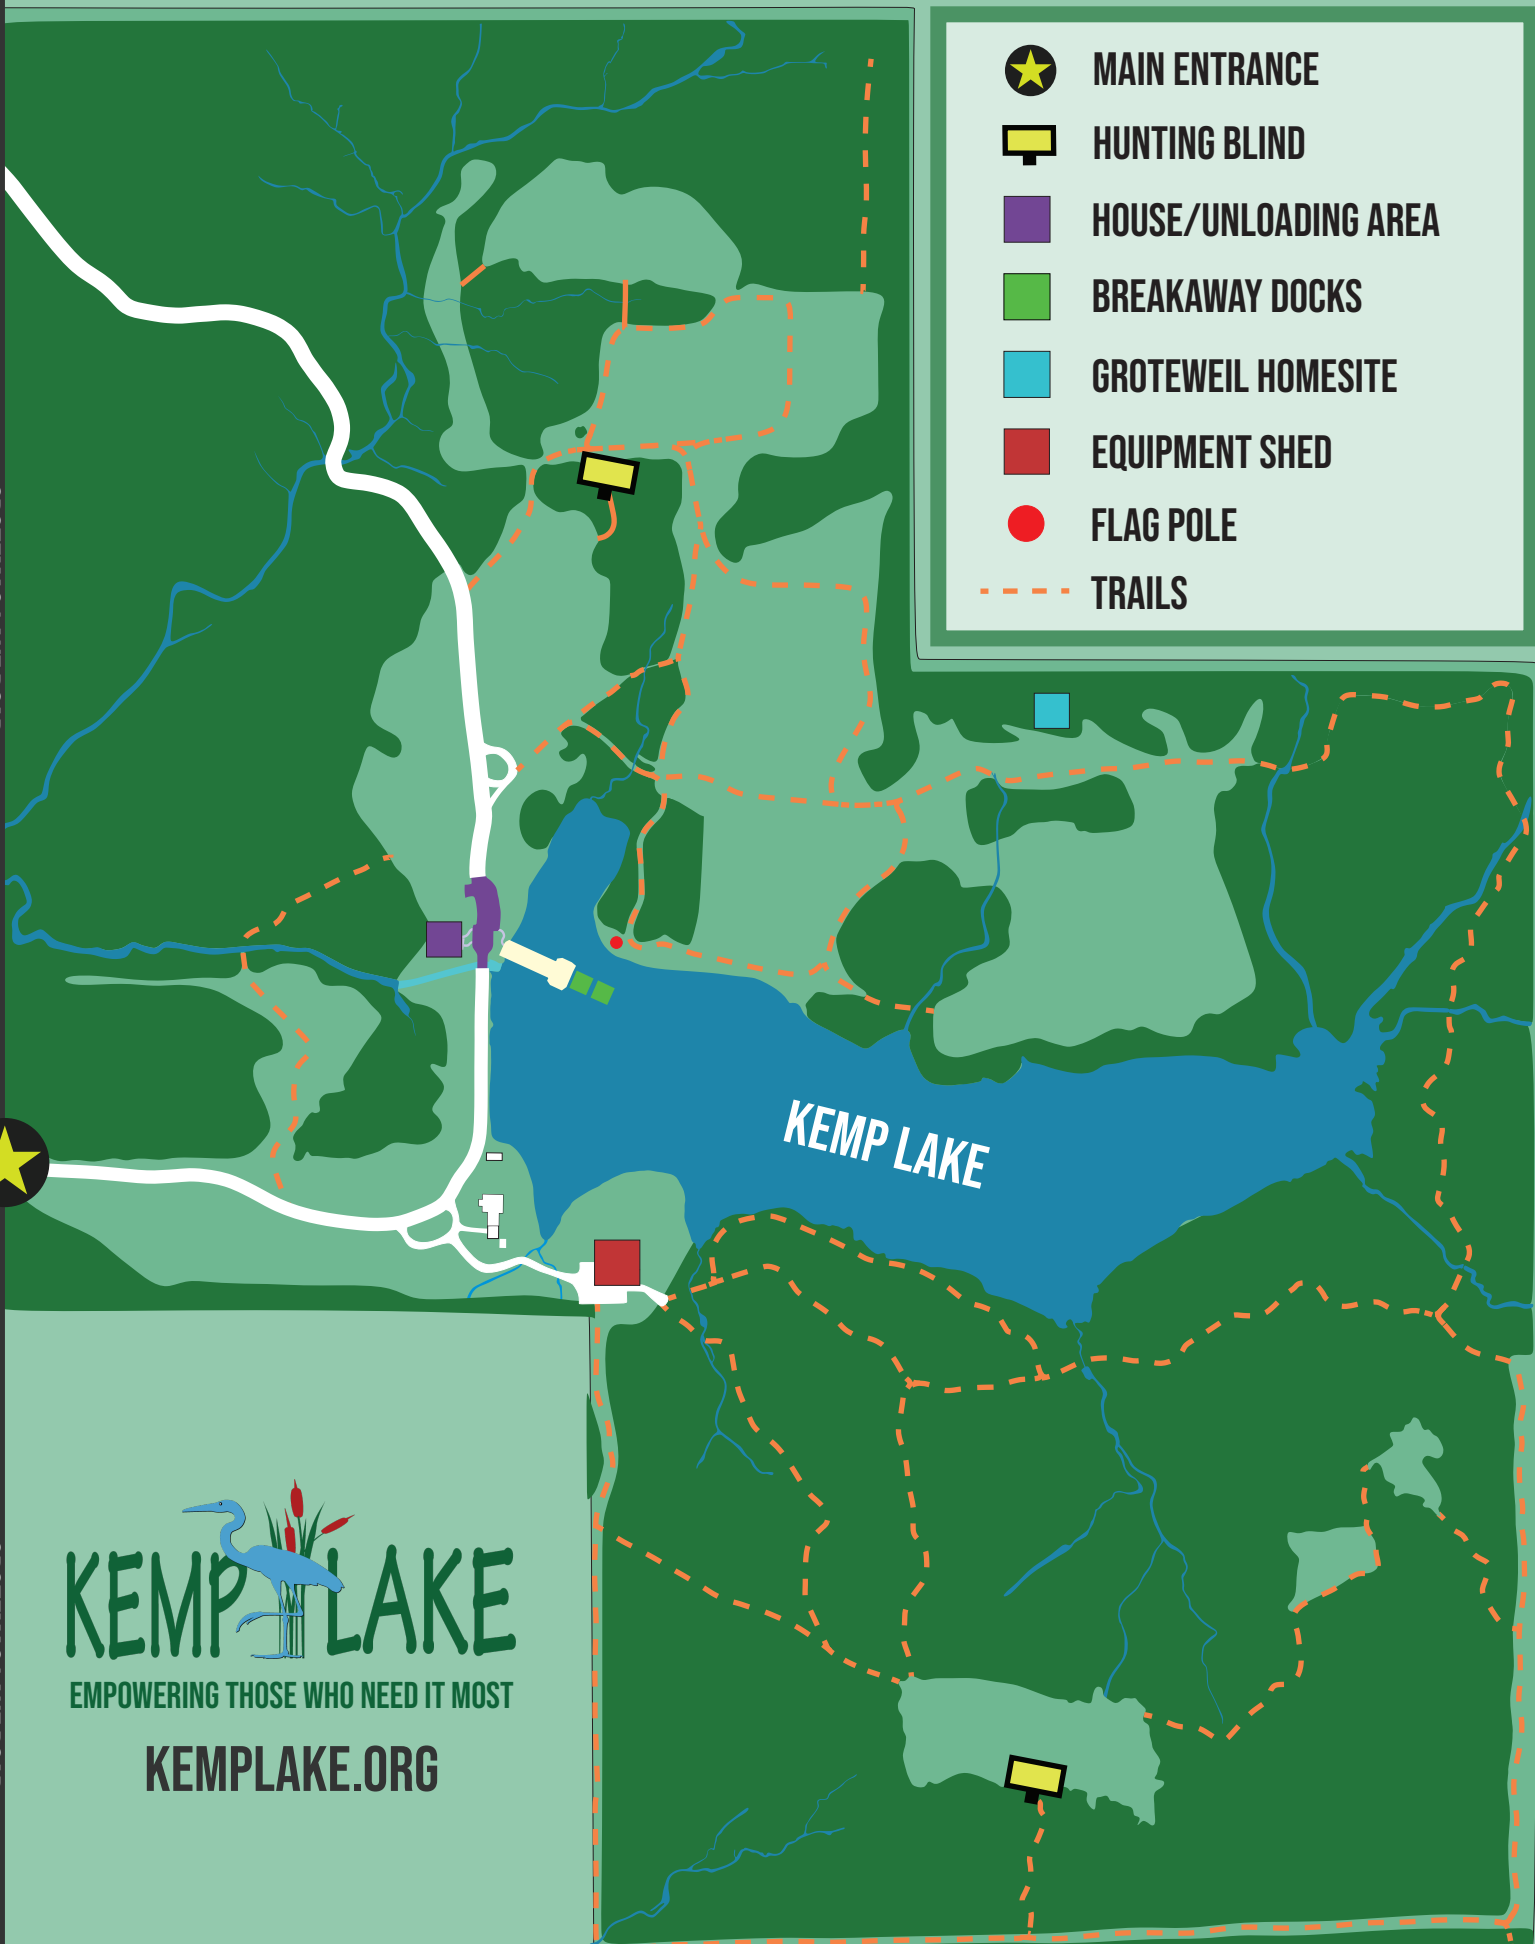 MAIN ENTRANCE
HUNTING BLIND
HOUSE/UNLOADING AREA
BREAKAWAY DOCKS
GROTEWEIL HOMESITE
EQUIPMENT SHED
FLAG POLE
TRAILS
KEMP LAKE
KEMP LAKE
EMPOWERING THOSE WHO NEED IT MOST
KEMPLAKE.ORG